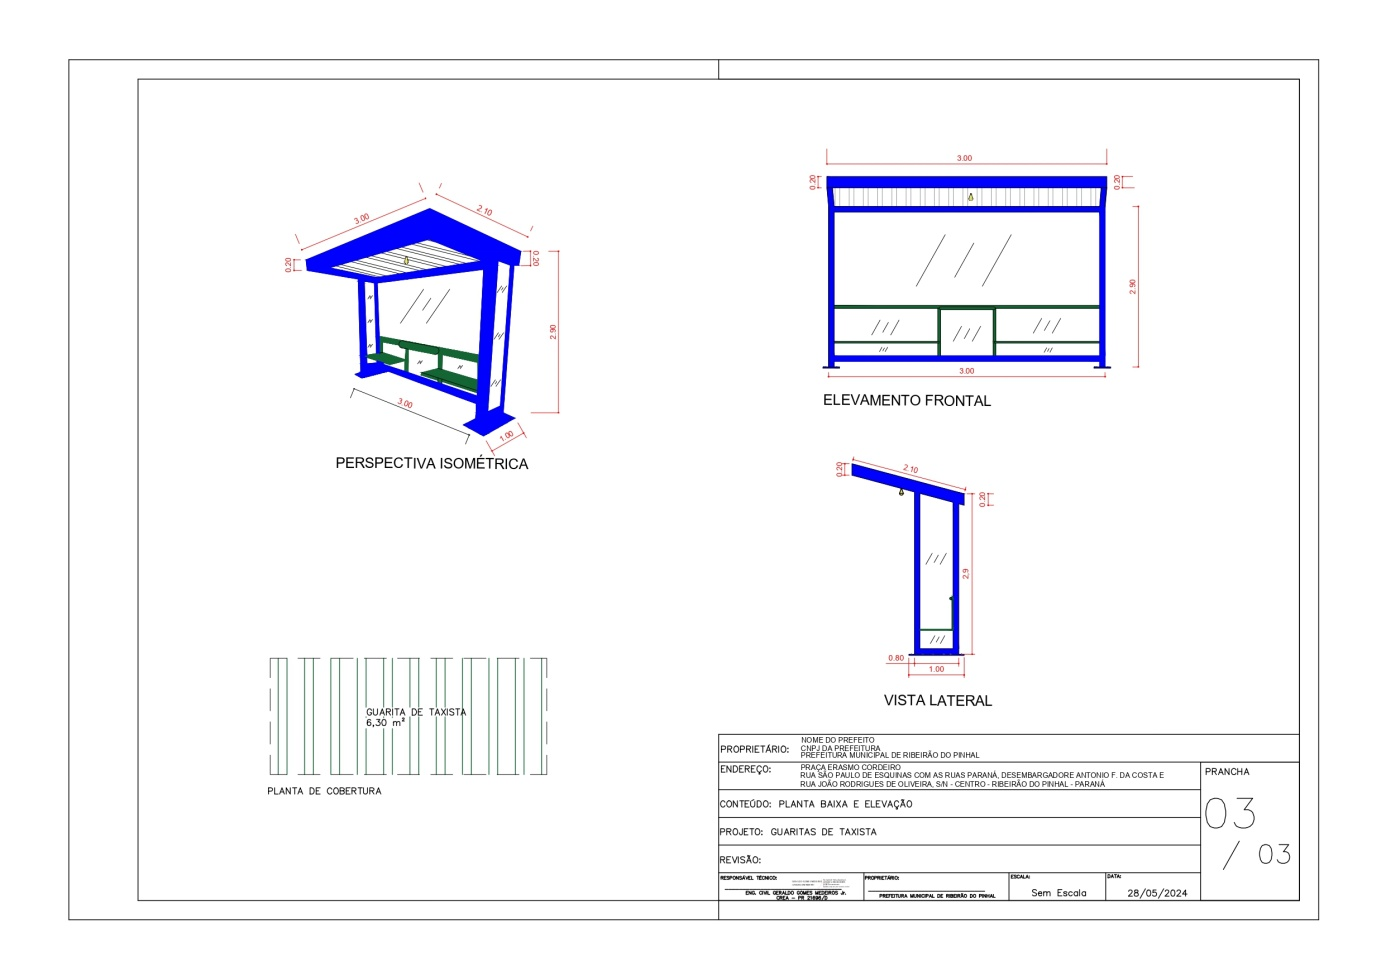 3.00
2.10
0.20
0.20
2.90
3.00
1.00
PERSPECTIVA ISOMÉTRICA
3.00
0.20
0.20
2.90
3.00
ELEVAMENTO FRONTAL
0.20
2.10
0.20
2,9
0.80
1.00
VISTA LATERAL
GUARITA DE TAXISTA
6,30 m²
PLANTA DE COBERTURA
PROPRIETÁRIO:
NOME DO PREFEITO
CNPJ DA PREFEITURA
PREFEITURA MUNICIPAL DE RIBEIRÃO DO PINHAL
ENDEREÇO:
PRAÇA ERASMO CORDEIRO
RUA SÃO PAULO DE ESQUINAS COM AS RUAS PARANÁ, DESEMBARGADORE ANTONIO F. DA COSTA E
RUA JOÃO RODRIGUES DE OLIVEIRA, S/N - CENTRO - RIBEIRÃO DO PINHAL - PARANÁ
CONTEÚDO: PLANTA BAIXA E ELEVAÇÃO
PROJETO: GUARITAS DE TAXISTA
REVISÃO:
PRANCHA
03
/ 03
RESPONSÁVEL TÉCNICO:
ENG. CIVIL GERALDO GOMES MEDEIROS Jr.
CREA - PR 21898/D
PROPRIETÁRIO:
PREFEITURA MUNICIPAL DE RIBEIRÃO DO PINHAL
ESCALA:
Sem Escala
DATA:
28/05/2024